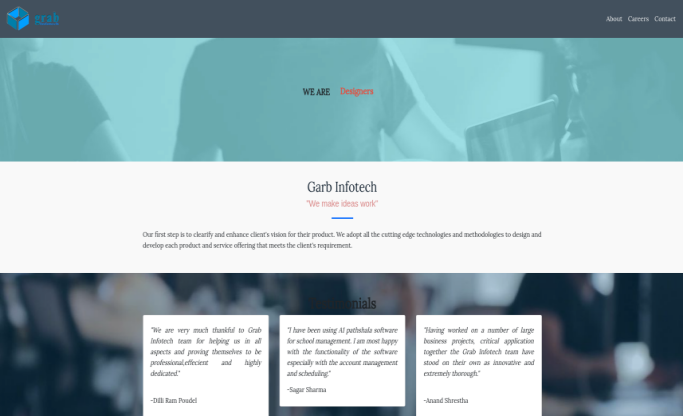 grab
About Careers Contact
WE ARE Designers
Garb Infotech
"We make ideas work"
Our first step is to clearify and enhance client's vision for their product. We adopt all the cutting edge technologies and methodologies to design and
develop each product and service offering that meets the client's requirement.
"We are very much thankful to Grab
Infotech team for helping us in all
aspects and proving themselves to be
professional,effecient and highly
dedicated."
-Dilli Ram Poudel
"I have been using AI pathshala software
for school management. I am most happy
with the functionality of the software
especially with the account management
and scheduling."
-Sagar Sharma
"Having worked on a number of large
business projects, critical application
together the Grab Infotech team have
stood on their own as innovative and
extremely thorough."
-Anand Shrestha